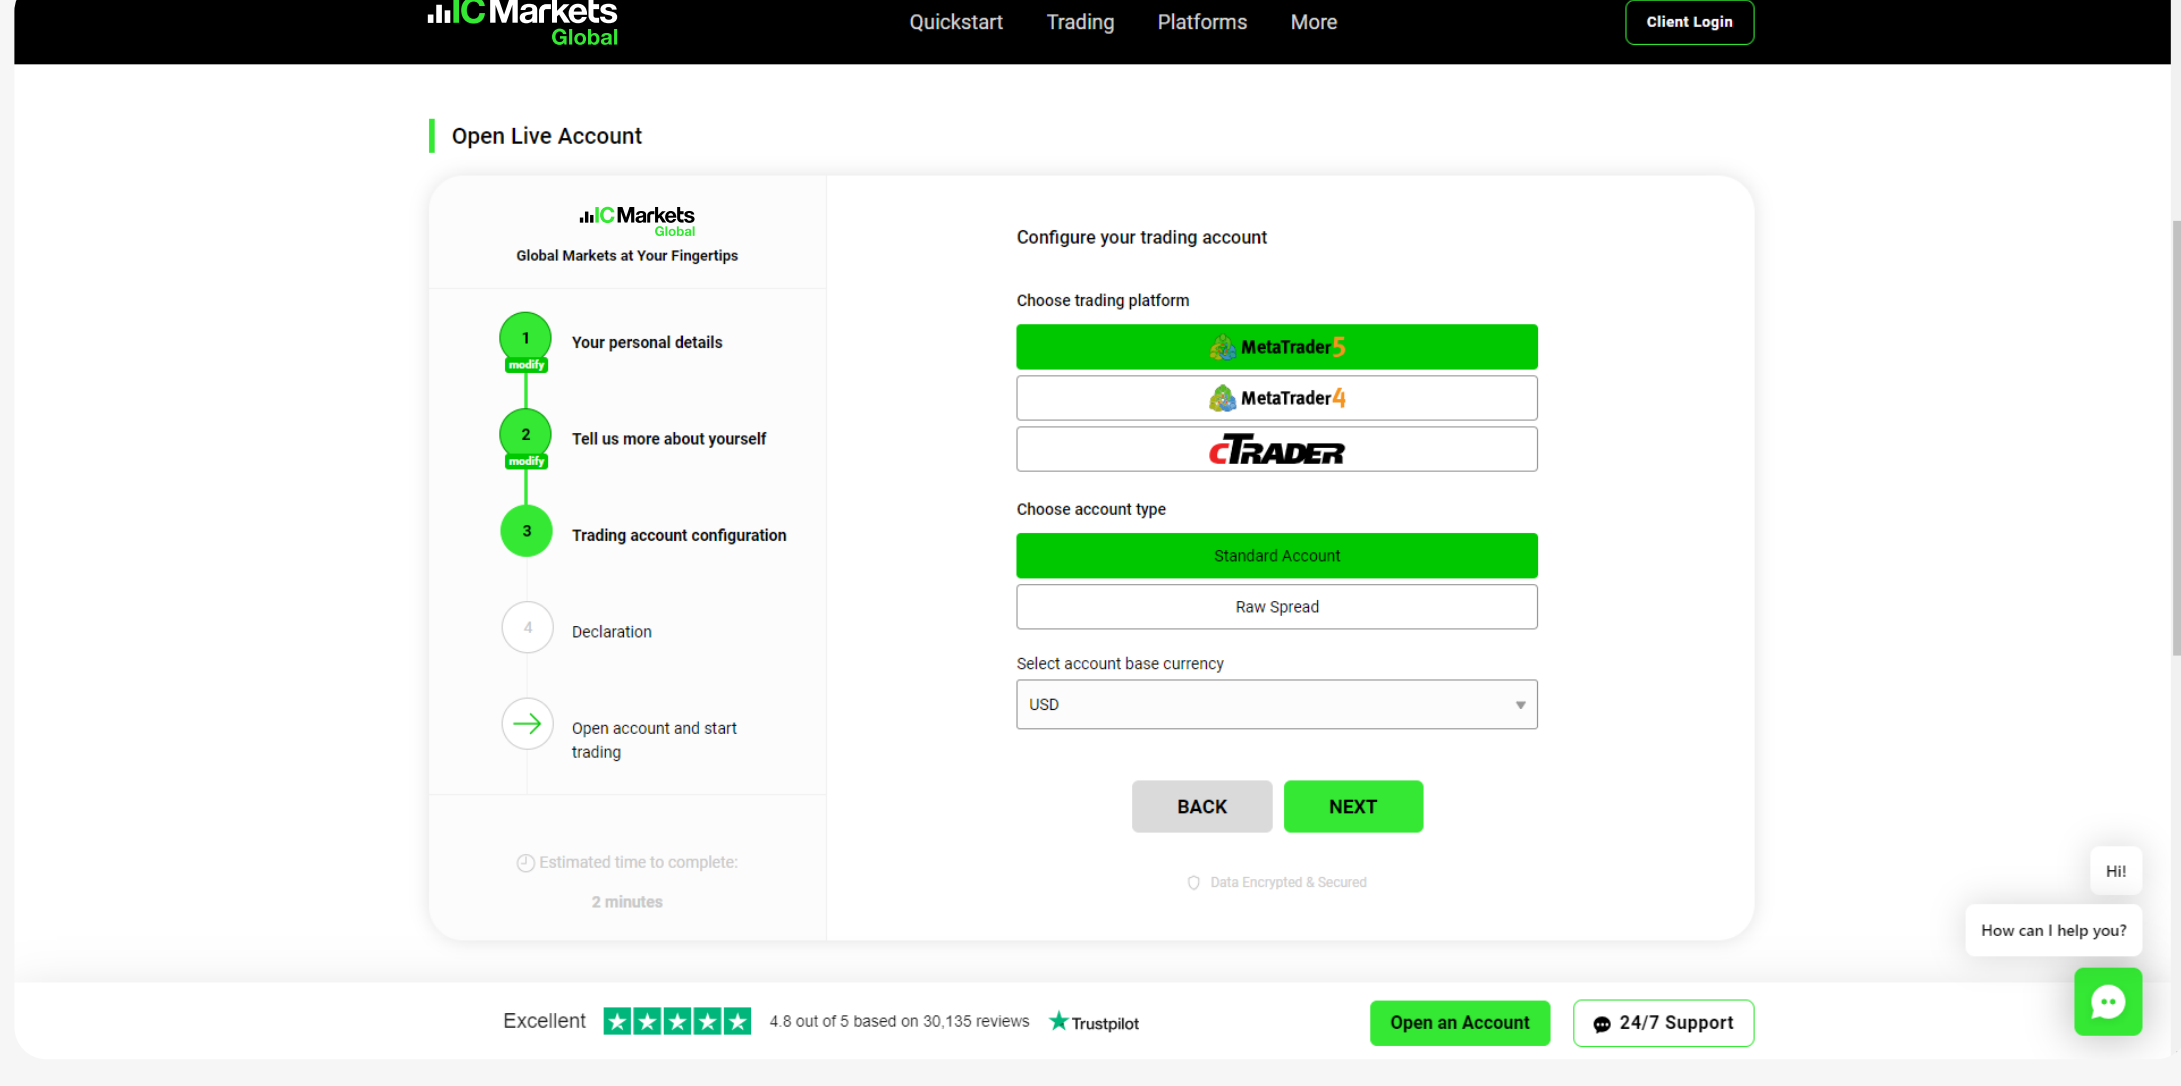 IC Markets
Global
Quickstart
Trading
Platforms
More
Client Login
Open Live Account
IC Markets
Global
Global Markets at Your Fingertips
1
modify
Your personal details
2
modify
Tell us more about yourself
3
Trading account configuration
4
Declaration
Open account and start
trading
Estimated time to complete:
2 minutes
Configure your trading account
Choose trading platform
MetaTrader 5
MetaTrader 4
cTRADER
Choose account type
Standard Account
Raw Spread
Select account base currency
USD
BACK
NEXT
Data Encrypted & Secured
Hi!
How can I help you?
Excellent
4.8 out of 5 based on 30,135 reviews
Trustpilot
Open an Account
24/7 Support